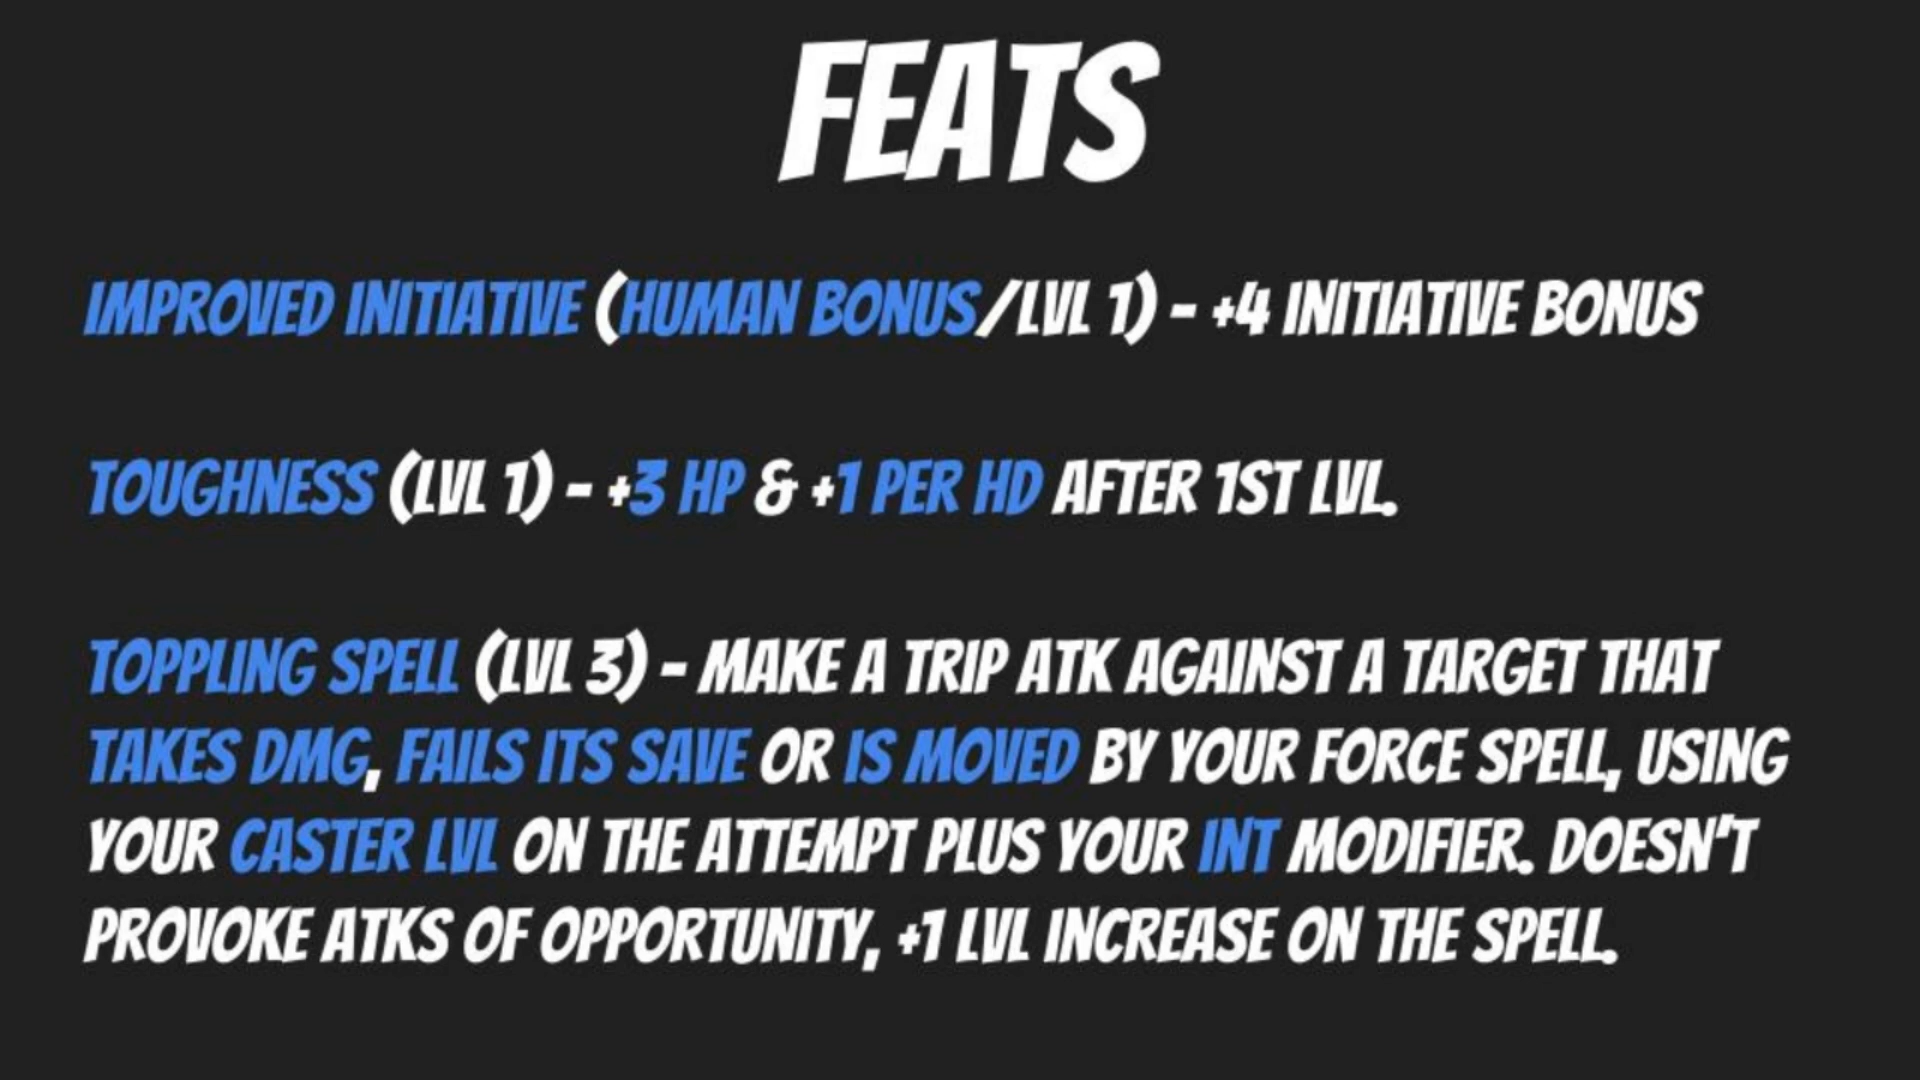 FEATS
IMPROVED INITIATIVE (HUMAN BONUS/LVL 1) - +4 INITIATIVE BONUS
TOUGHNESS (LVL 1) - +3 HP & +1 PER HD AFTER 1ST LVL.
TOPPLING SPELL (LVL 3) - MAKE A TRIP ATK AGAINST A TARGET THAT
TAKES DMG, FAILS ITS SAVE OR IS MOVED BY YOUR FORCE SPELL, USING
YOUR CASTER LVL ON THE ATTEMPT PLUS YOUR INT MODIFIER. DOESN'T
PROVOKE ATKS OF OPPORTUNITY, +1 LVL INCREASE ON THE SPELL.